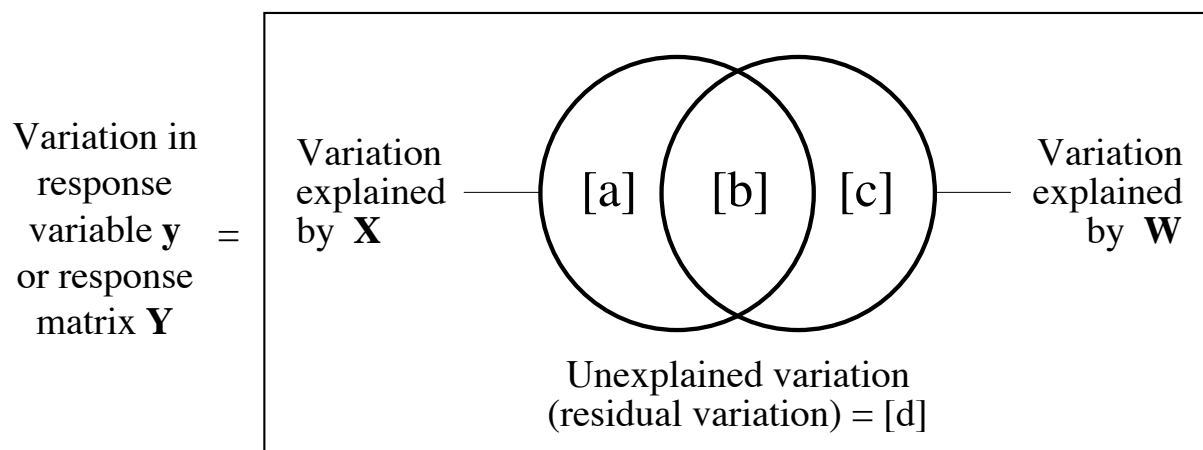 Variation in
response
variable y
or response
matrix Y
=
Variation
explained
by X
[a]
[b]
[c]
Variation
explained
by W
Unexplained variation
(residual variation) = [d]